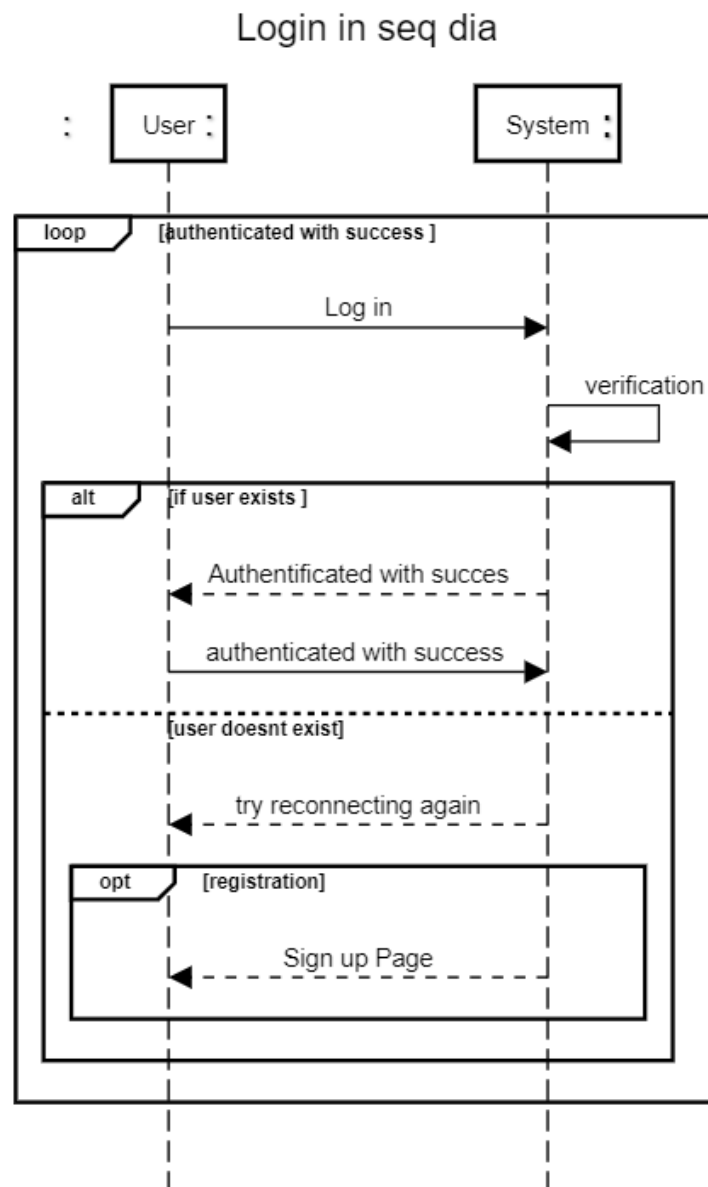 Login in seq dia
: User : System :
loop [authenticated with success ]
Log in
verification
alt [if user exists ]
Authentificated with succes
authenticated with success
[user doesnt exist]
try reconnecting again
opt [registration]
Sign up Page